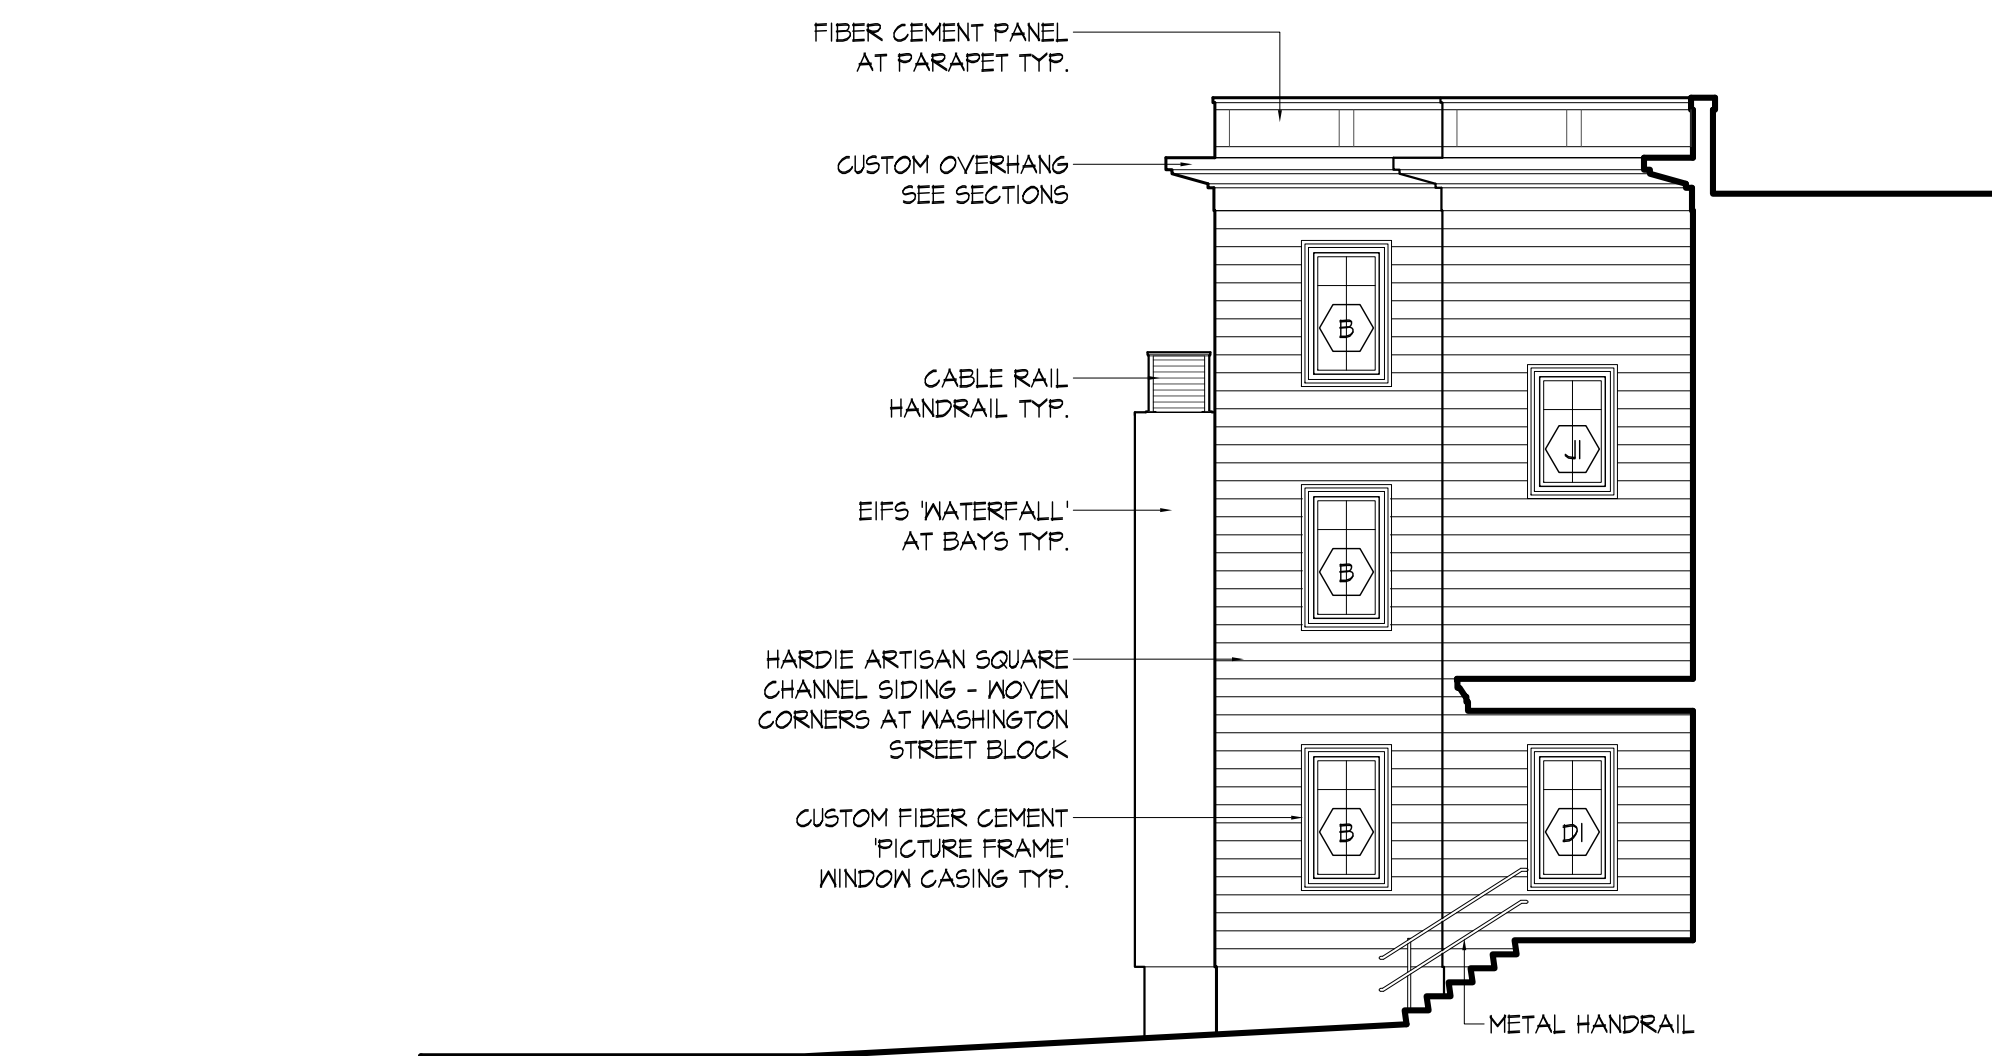 FIBER CEMENT PANEL
AT PARAPET TYP.
CUSTOM OVERHANG
SEE SECTIONS
B
CABLE RAIL
HANDRAIL TYP.
J1
EIFS 'WATERFALL'
AT BAYS TYP.
B
HARDIE ARTISAN SQUARE
CHANNEL SIDING - WOVEN
CORNERS AT WASHINGTON
STREET BLOCK
CUSTOM FIBER CEMENT
'PICTURE FRAME'
WINDOW CASING TYP.
B
D1
METAL HANDRAIL